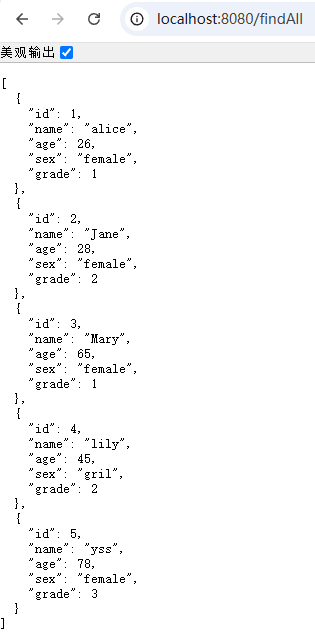 localhost:8080/findAll
美观输出
[
  {
    "id": 1,
    "name": "alice",
    "age": 26,
    "sex": "female",
    "grade": 1
  },
  {
    "id": 2,
    "name": "Jane",
    "age": 28,
    "sex": "female",
    "grade": 2
  },
  {
    "id": 3,
    "name": "Mary",
    "age": 65,
    "sex": "female",
    "grade": 1
  },
  {
    "id": 4,
    "name": "lily",
    "age": 45,
    "sex": "gril",
    "grade": 2
  },
  {
    "id": 5,
    "name": "yss",
    "age": 78,
    "sex": "female",
    "grade": 3
  }
]